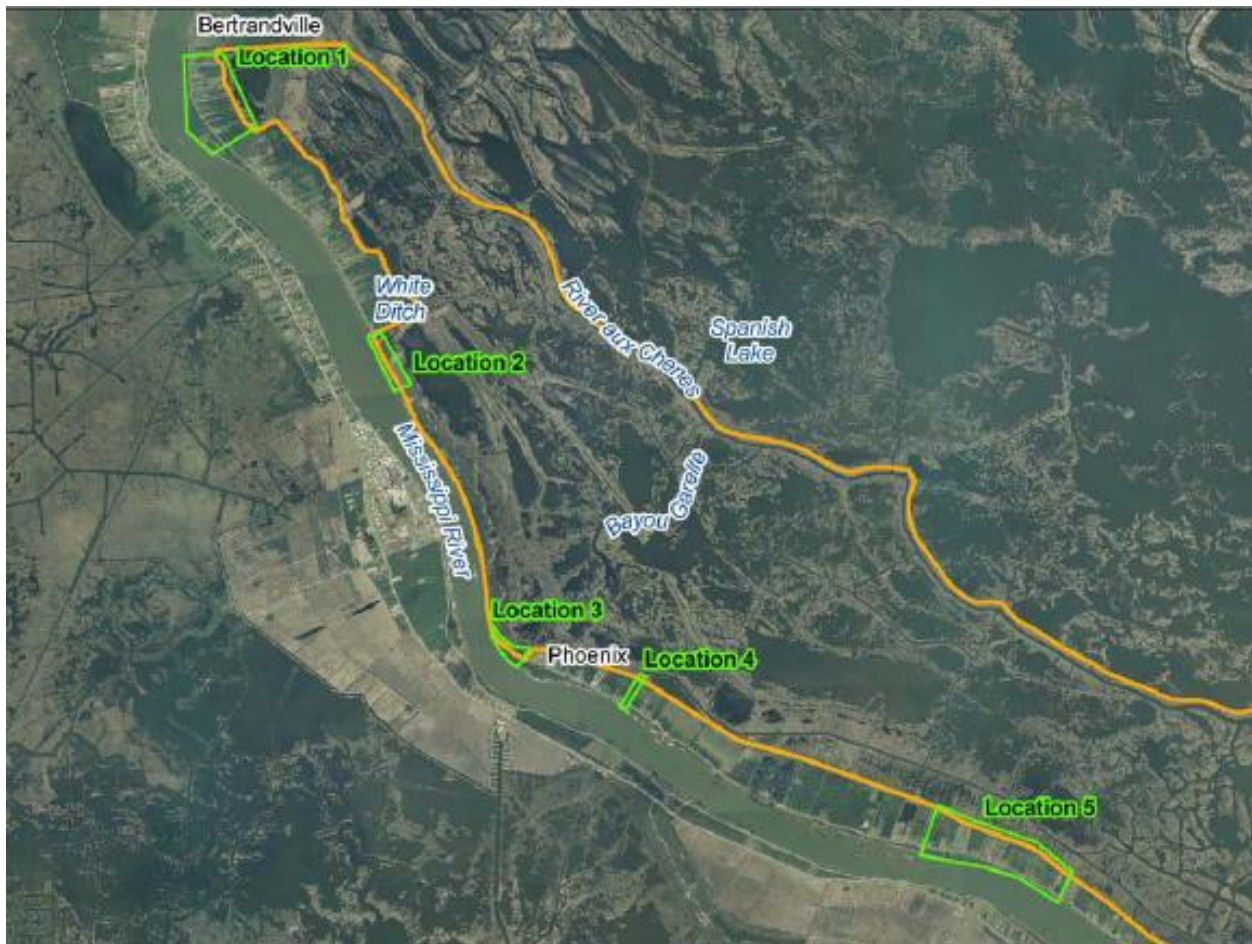 Bertrandville
Location 1
White
Ditch
Location 2
River aux Chenes
Spanish
Lake
Mississippi River
Bayou Garelle
Location 3
Phoenix
Location 4
Location 5